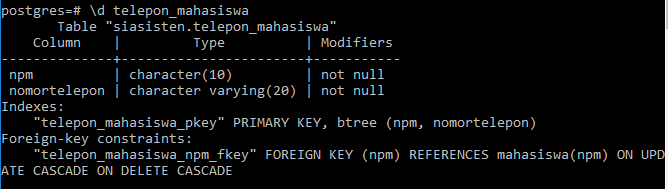 postgres=# \d telepon_mahasiswa
         Table "siasisten.telepon_mahasiswa"
    Column    |         Type          | Modifiers
--------------+-----------------------+-----------
 npm          | character(10)         | not null
 nomortelepon | character varying(20) | not null
Indexes:
    "telepon_mahasiswa_pkey" PRIMARY KEY, btree (npm, nomortelepon)
Foreign-key constraints:
    "telepon_mahasiswa_npm_fkey" FOREIGN KEY (npm) REFERENCES mahasiswa(npm) ON UPD
ATE CASCADE ON DELETE CASCADE